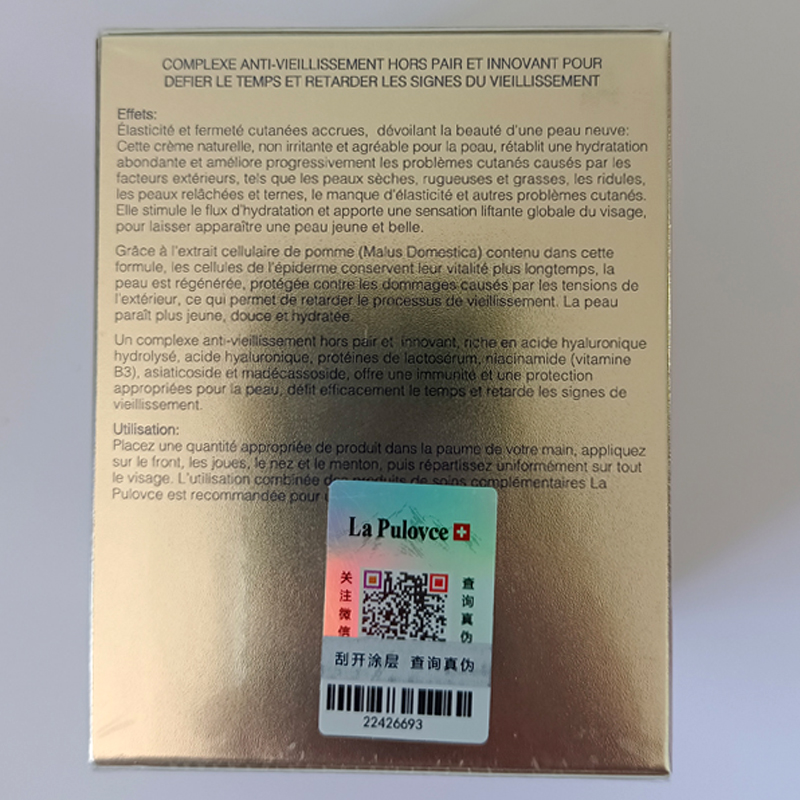 COMPLEXE ANTI-VIEILLISSEMENT HORS PAIR ET INNOVANT POUR
DEFIER LE TEMPS ET RETARDER LES SIGNES DU VIEILLISSEMENT
Effets:
Élasticité et fermeté cutanées accrues, dévoilant la beauté d'une peau neuve:
Cette crème naturelle, non irritante et agréable pour la peau, rétablit une hydratation
abondante et améliore progressivement les problèmes cutanés causés par les
facteurs extérieurs, tels que les peaux sèches, rugueuses et grasses, les ridules,
les peaux relâchées et ternes, le manque d'élasticité et autres problèmes cutanés.
Elle stimule le flux d'hydratation et apporte une sensation liftante globale du visage,
pour laisser apparaître une peau jeune et belle.
Grâce à l'extrait cellulaire de pomme (Malus Domestica) contenu dans cette
formule, les cellules de l'épiderme conservent leur vitalité plus longtemps, la
peau est régénérée, protégée contre les dommages causés par les tensions de
l'extérieur, ce qui permet de retarder le processus de vieillissement. La peau
paraît plus jeune, douce et hydratée.
Un complexe anti-vieillissement hors pair et innovant, riche en acide hyaluronique
hydrolysé, acide hyaluronique, protéines de lactosérum, niacinamide (vitamine
B3), asiaticoside et madécassoside, offre une immunité et une protection
appropriées pour la peau, défit efficacement le temps et retarde les signes de
vieillissement.
Utilisation:
Placez une quantité appropriée de produit dans la paume de votre main, appliquez
sur le front, les joues, le nez et le menton, puis répartissez uniformément sur tout
le visage. L'utilisation combinée des produits de soins complémentaires La
Pulovce est recommandée pour
La Pulovce
关注微信
查询真伪
刮开涂层 查询真伪
22426693